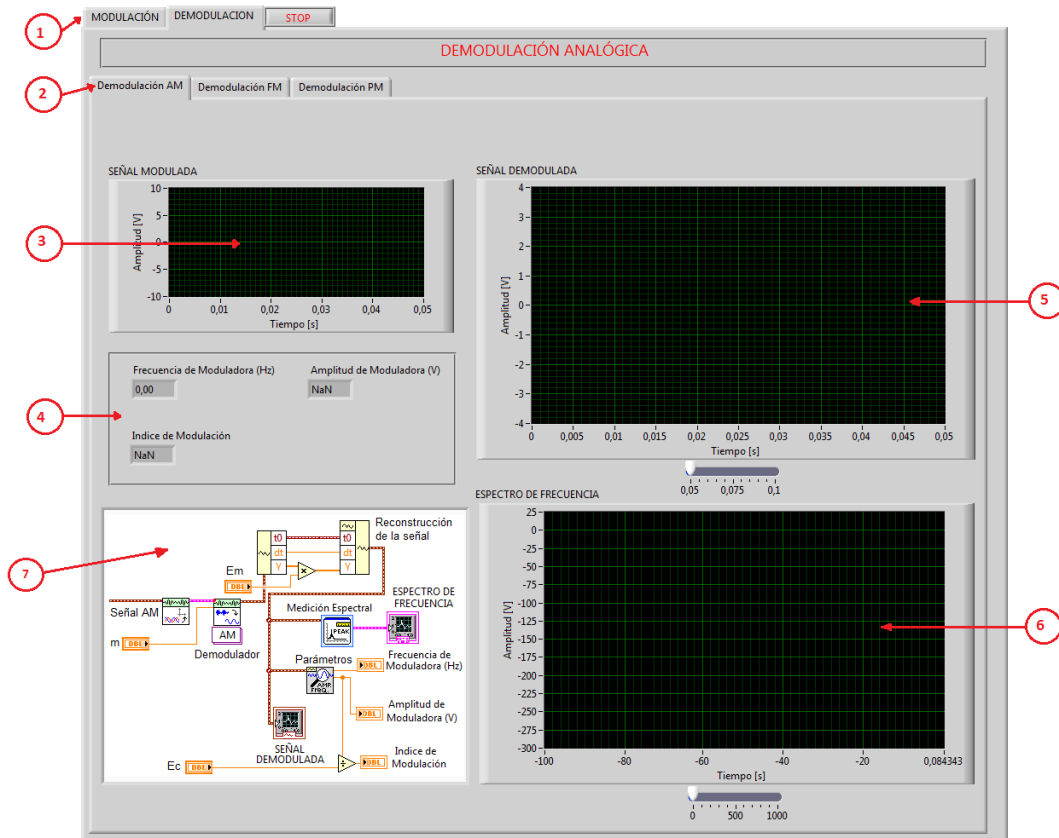 MODULACIÓN DEMODULACION STOP
1
DEMODULACIÓN ANALÓGICA
2
Demodulación AM Demodulación FM Demodulación PM
SEÑAL MODULADA
Amplitud [V]
10
5
0
-5
-10
0 0,01 0,02 0,03 0,04 0,05
Tiempo [s]
3
SEÑAL DEMODULADA
Amplitud [V]
4
3
2
1
0
-1
-2
-3
-4
0 0,005 0,01 0,015 0,02 0,025 0,03 0,035 0,04 0,045 0,05
Tiempo [s]
0,05 0,075 0,1
5
4
Frecuencia de Moduladora (Hz) Amplitud de Moduladora (V)
0,00 NaN
Indice de Modulación
NaN
ESPECTRO DE FRECUENCIA
Amplitud [V]
25
0
-25
-50
-75
-100
-125
-150
-175
-200
-225
-250
-275
-300
-100 -80 -60 -40 -20 0,084343
Tiempo [s]
0 500 1000
6
7
Reconstrucción
de la señal
t0 t0
dt dt
Y Y
Em
DBL
×
Señal AM
m DBL
AM
Demodulador
Medición Espectral
PEAK
ESPECTRO DE
FRECUENCIA
Parámetros
AMP
FREQ.
DBL
Frecuencia de
Moduladora (Hz)
DBL
Amplitud de
Moduladora (V)
SEÑAL
DEMODULADA
Ec DBL
÷
DBL
Indice de
Modulación